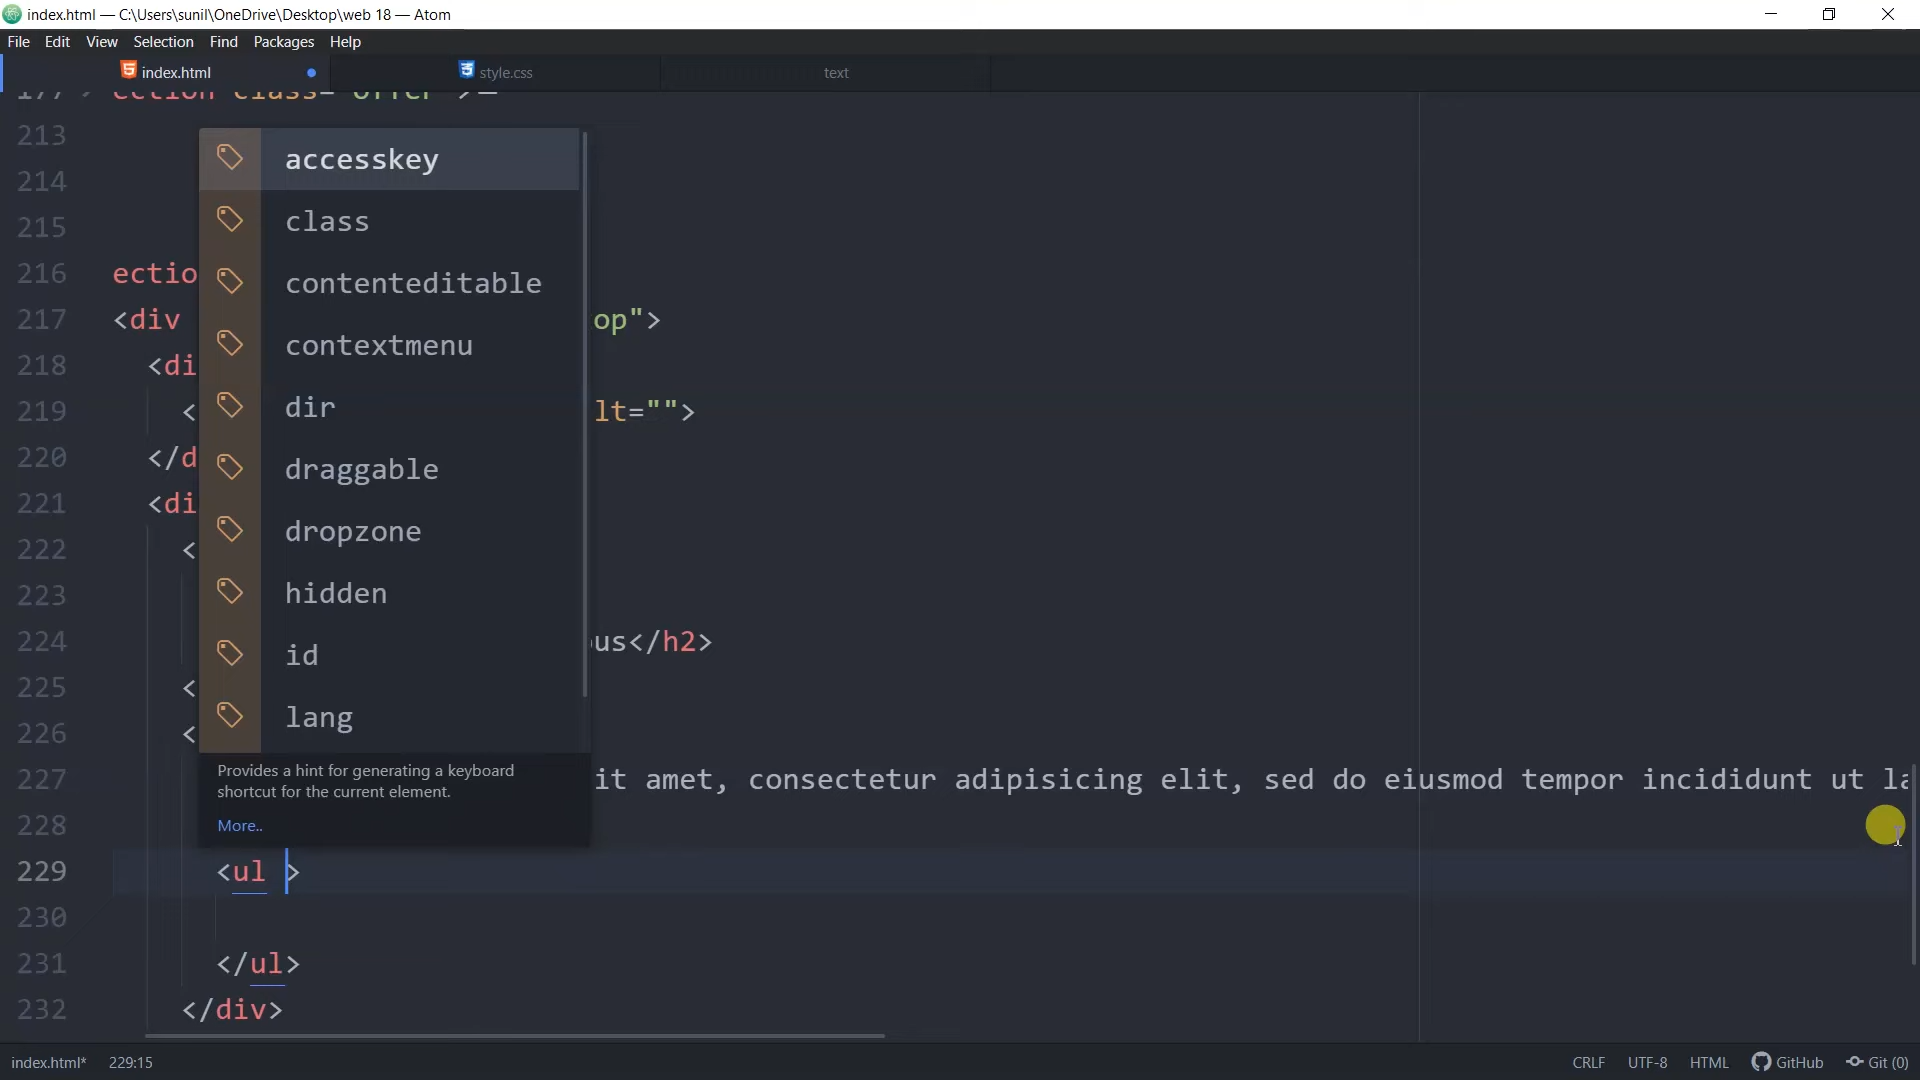 index.html — C:\Users\sunil\OneDrive\Desktop\web 18 — Atom
File Edit View Selection Find Packages Help
index.html style.css text
177 ection class="offer">
213
214
215
216 ectio
217 <div op">
218 <di
219 < lt="">
220 </d
221 <di
222 <
223
224 us</h2>
225 <
226 <
227 it amet, consectetur adipisicing elit, sed do eiusmod tempor incididunt ut la
228
229 <ul >
230
231 </ul>
232 </div>
accesskey
class
contenteditable
contextmenu
dir
draggable
dropzone
hidden
id
lang
Provides a hint for generating a keyboard
shortcut for the current element.
More..
index.html* 229:15 CRLF UTF-8 HTML GitHub Git (0)